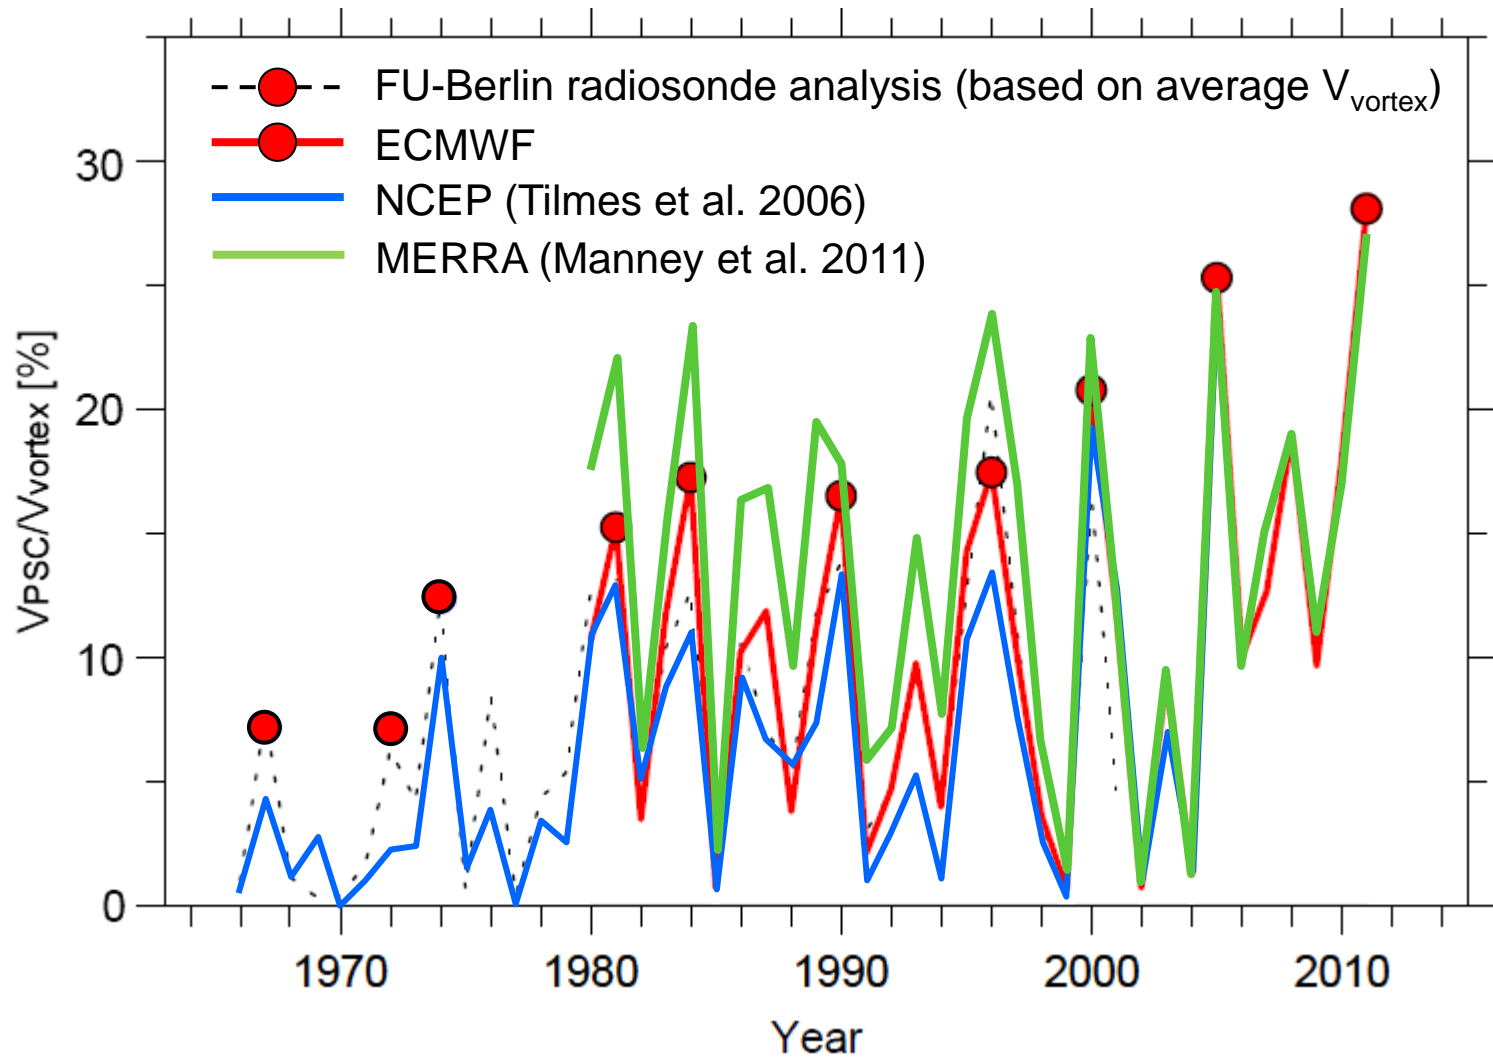 FU-Berlin radiosonde analysis (based on average Vvortex)
ECMWF
NCEP (Tilmes et al. 2006)
MERRA (Manney et al. 2011)
VPSC/Vvortex [%]
30
20
10
0
1970 1980 1990 2000 2010
Year